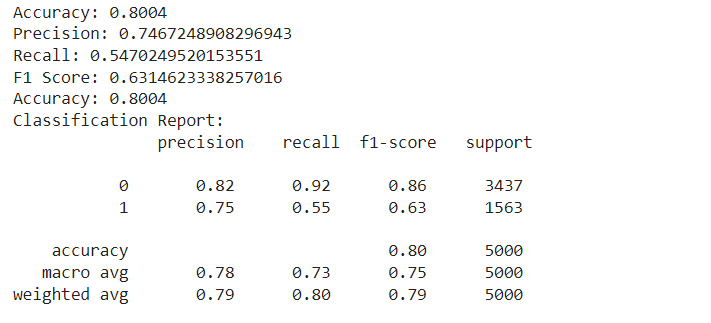 Accuracy: 0.8004
Precision: 0.7467248908296943
Recall: 0.5470249520153551
F1 Score: 0.6314623338257016
Accuracy: 0.8004
Classification Report:
              precision    recall  f1-score   support

           0       0.82      0.92      0.86      3437
           1       0.75      0.55      0.63      1563

    accuracy                           0.80      5000
   macro avg       0.78      0.73      0.75      5000
weighted avg       0.79      0.80      0.79      5000